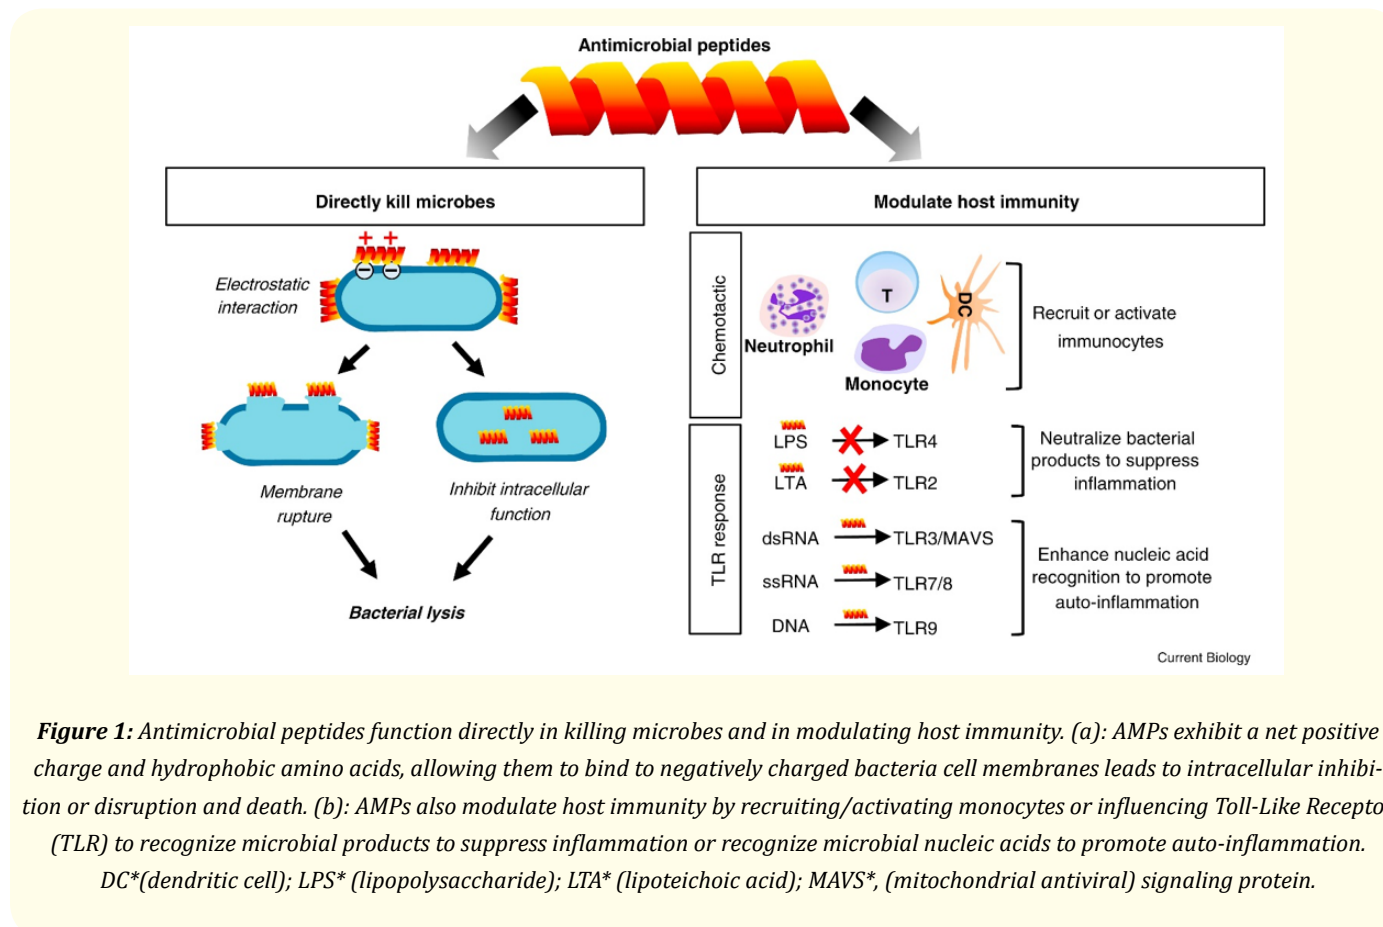 Antimicrobial peptides
Directly kill microbes
+ +
− −
Electrostatic
interaction
Membrane
rupture
Inhibit intracellular
function
Bacterial lysis
Modulate host immunity
Chemotactic
Neutrophil
T
Monocyte
DC
Recruit or activate
immunocytes
TLR response
LPS TLR4
LTA TLR2
Neutralize bacterial
products to suppress
inflammation
dsRNA TLR3/MAVS
ssRNA TLR7/8
DNA TLR9
Enhance nucleic acid
recognition to promote
auto-inflammation
Current Biology
Figure 1: Antimicrobial peptides function directly in killing microbes and in modulating host immunity. (a): AMPs exhibit a net positive
charge and hydrophobic amino acids, allowing them to bind to negatively charged bacteria cell membranes leads to intracellular inhibi-
tion or disruption and death. (b): AMPs also modulate host immunity by recruiting/activating monocytes or influencing Toll-Like Recepto
(TLR) to recognize microbial products to suppress inflammation or recognize microbial nucleic acids to promote auto-inflammation.
DC*(dendritic cell); LPS* (lipopolysaccharide); LTA* (lipoteichoic acid); MAVS*, (mitochondrial antiviral) signaling protein.